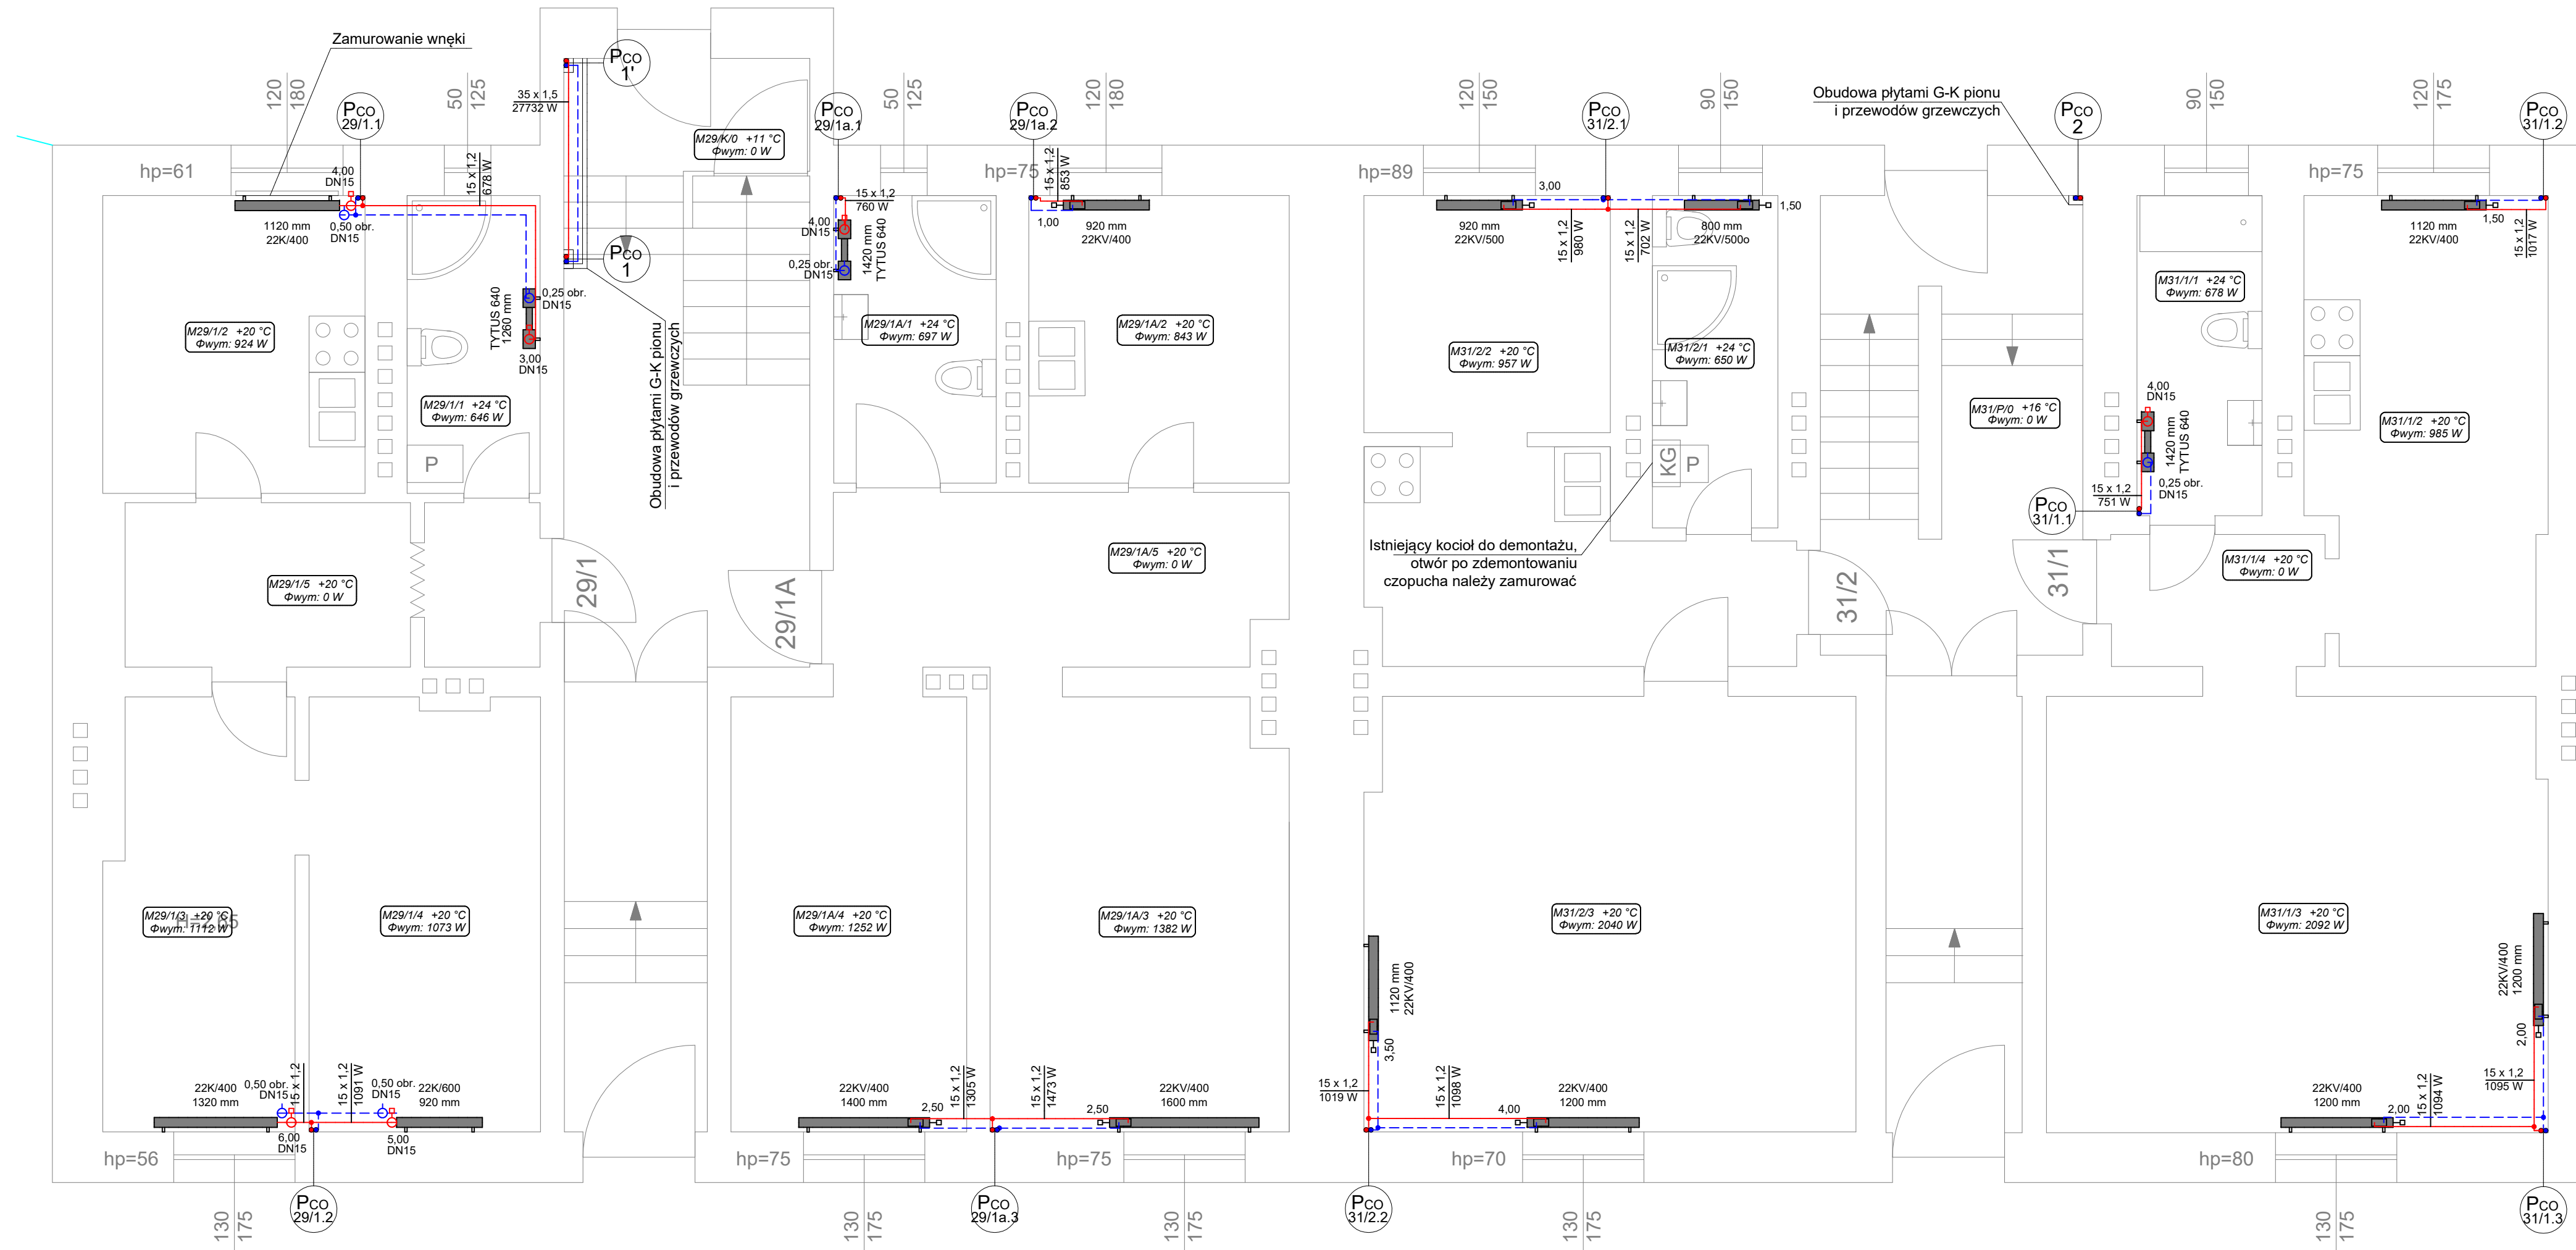 Zamurowanie wnęki
120
180
50
125
Pco
29/1.1
hp=61
4,00
DN15
15 x 1,2
678 W
1120 mm
22K/400
0,50 obr.
DN15
TYTUS 640
1260 mm
0,25 obr.
DN15
3,00
DN15
M29/1/2 +20 °C
Φwym: 924 W
M29/1/1 +24 °C
Φwym: 646 W
P
Pco
1'
35 x 1,5
27732 W
M29/K/0 +11 °C
Φwym: 0 W
Pco
1
Obudowa płytami G-K pionu
i przewodów grzewczych
Pco
29/1a.1
50
125
Pco
29/1a.2
120
180
hp=75
15 x 1,2
760 W
4,00
DN15
0,25 obr.
DN15
1420 mm
TYTUS 640
15 x 1,2
853 W
1,00
920 mm
22KV/400
M29/1A/1 +24 °C
Φwym: 697 W
M29/1A/2 +20 °C
Φwym: 843 W
120
150
Pco
31/2.1
90
150
hp=89
3,00
1,50
920 mm
22KV/500
15 x 1,2
980 W
15 x 1,2
702 W
800 mm
22KV/500o
M31/2/2 +20 °C
Φwym: 957 W
M31/2/1 +24 °C
Φwym: 650 W
KG
P
Istniejący kocioł do demontażu,
otwór po zdemontowaniu
czopucha należy zamurować
Obudowa płytami G-K pionu
i przewodów grzewczych
Pco
2
90
150
120
175
Pco
31/1.2
hp=75
1120 mm
22KV/400
1,50
15 x 1,2
1017 W
M31/1/1 +24 °C
Φwym: 678 W
M31/P/0 +16 °C
Φwym: 0 W
4,00
DN15
1420 mm
TYTUS 640
0,25 obr.
DN15
15 x 1,2
751 W
Pco
31/1.1
M31/1/2 +20 °C
Φwym: 985 W
M29/1/5 +20 °C
Φwym: 0 W
29/1
29/1A
M29/1A/5 +20 °C
Φwym: 0 W
31/2
31/1
M31/1/4 +20 °C
Φwym: 0 W
M29/1/3 +20 °C
Φwym: 1112 W
M29/1/4 +20 °C
Φwym: 1073 W
M29/1A/4 +20 °C
Φwym: 1252 W
M29/1A/3 +20 °C
Φwym: 1382 W
M31/2/3 +20 °C
Φwym: 2040 W
M31/1/3 +20 °C
Φwym: 2092 W
22K/400
1320 mm
0,50 obr.
DN15
15 x 1,2
15 x 1,2
1091 W
0,50 obr.
DN15
22K/600
920 mm
6,00
DN15
5,00
DN15
22KV/400
1400 mm
2,50
15 x 1,2
1305 W
15 x 1,2
1473 W
2,50
22KV/400
1600 mm
1120 mm
22KV/400
3,50
15 x 1,2
1019 W
15 x 1,2
1098 W
4,00
22KV/400
1200 mm
22KV/400
1200 mm
2,00
15 x 1,2
1095 W
22KV/400
1200 mm
2,00
15 x 1,2
1094 W
hp=56
hp=75
hp=75
hp=70
hp=80
130
175
Pco
29/1.2
130
175
Pco
29/1a.3
130
175
Pco
31/2.2
130
175
130
175
Pco
31/1.3